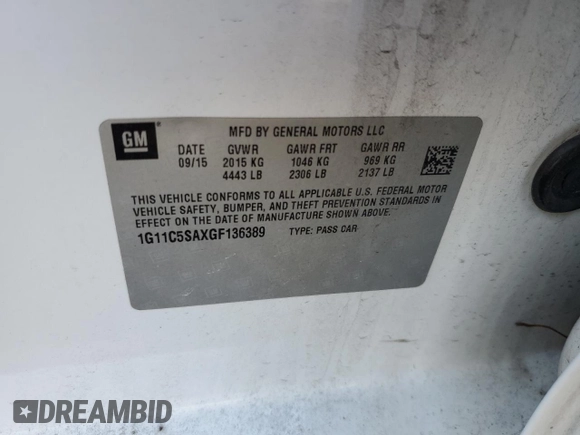 GM
MFD BY GENERAL MOTORS LLC
DATE GVWR GAWR FRT GAWR RR
09/15 2015 KG 1046 KG 969 KG
4443 LB 2306 LB 2137 LB
THIS VEHICLE CONFORMS TO ALL APPLICABLE U.S. FEDERAL MOTOR
VEHICLE SAFETY, BUMPER, AND THEFT PREVENTION STANDARDS IN
EFFECT ON THE DATE OF MANUFACTURE SHOWN ABOVE.
1G11C5SAXGF136389 TYPE: PASS CAR
DREAMBID